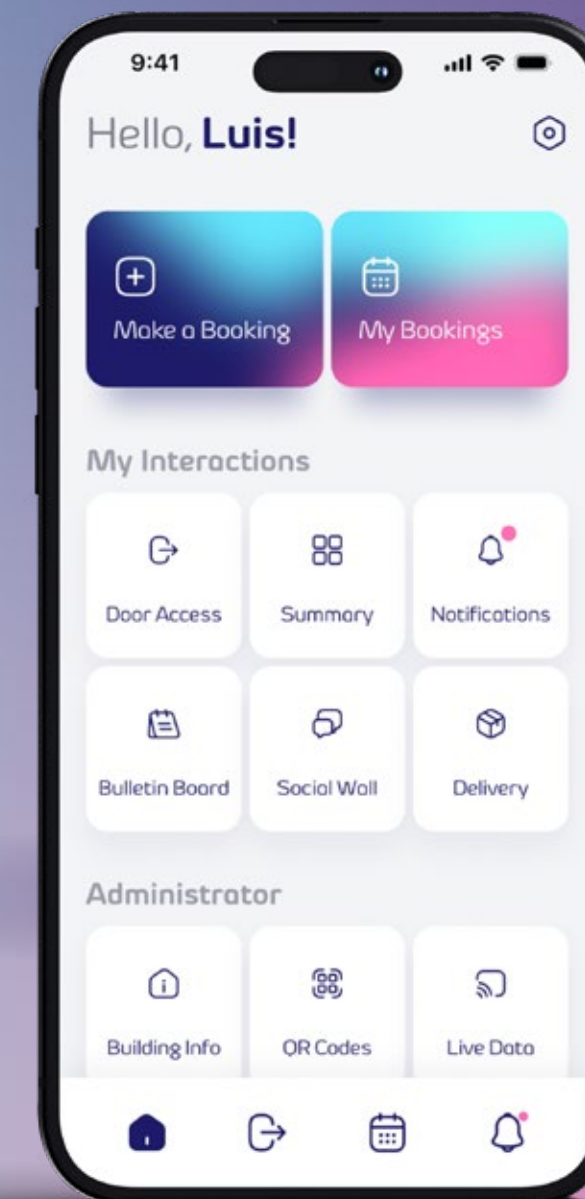 9:41
Hello, Luis!
Make a Booking
My Bookings
My Interactions
Door Access
Summary
Notifications
Bulletin Board
Social Wall
Delivery
Administrator
Building Info
QR Codes
Live Data